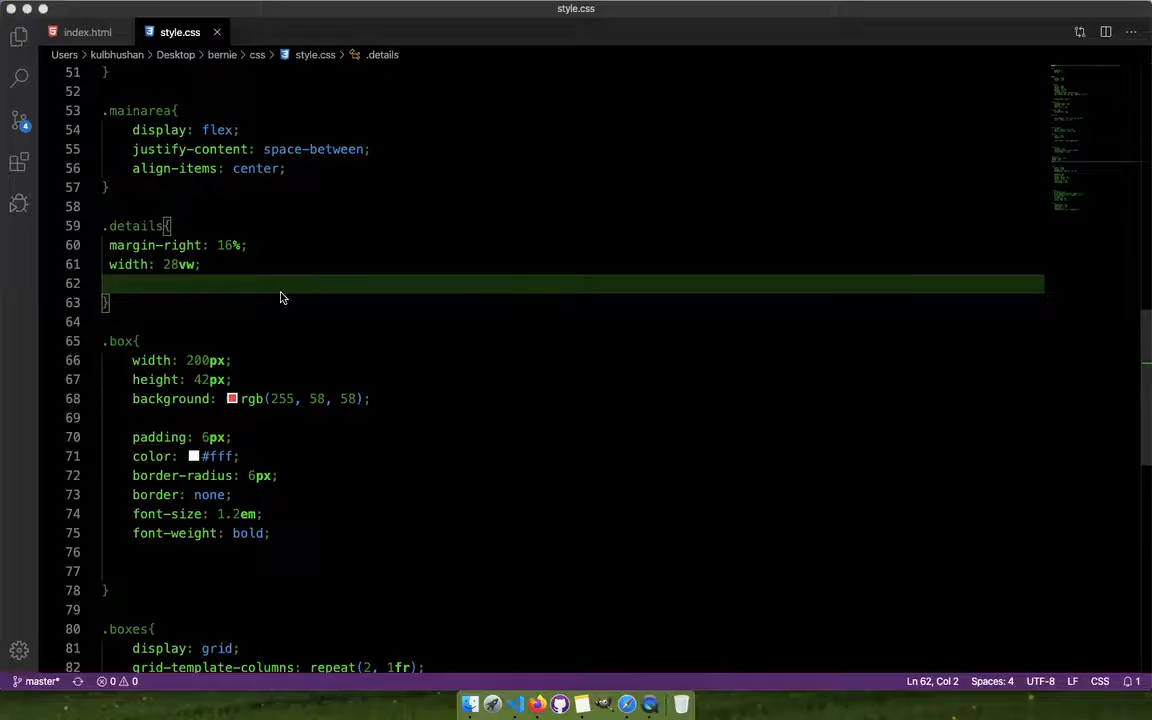 style.css
index.html
style.css
Users > kulbhushan > Desktop > bernie > css > style.css > .details
51 }
52
53 .mainarea{
54 display: flex;
55 justify-content: space-between;
56 align-items: center;
57 }
58
59 .details{
60 margin-right: 16%;
61 width: 28vw;
62
63 }
64
65 .box{
66 width: 200px;
67 height: 42px;
68 background: rgb(255, 58, 58);
69
70 padding: 6px;
71 color: #fff;
72 border-radius: 6px;
73 border: none;
74 font-size: 1.2em;
75 font-weight: bold;
76
77
78 }
79
80 .boxes{
81 display: grid;
82 grid-template-columns: repeat(2, 1fr);
4
master* 0 0 Ln 62, Col 2 Spaces: 4 UTF-8 LF CSS 1